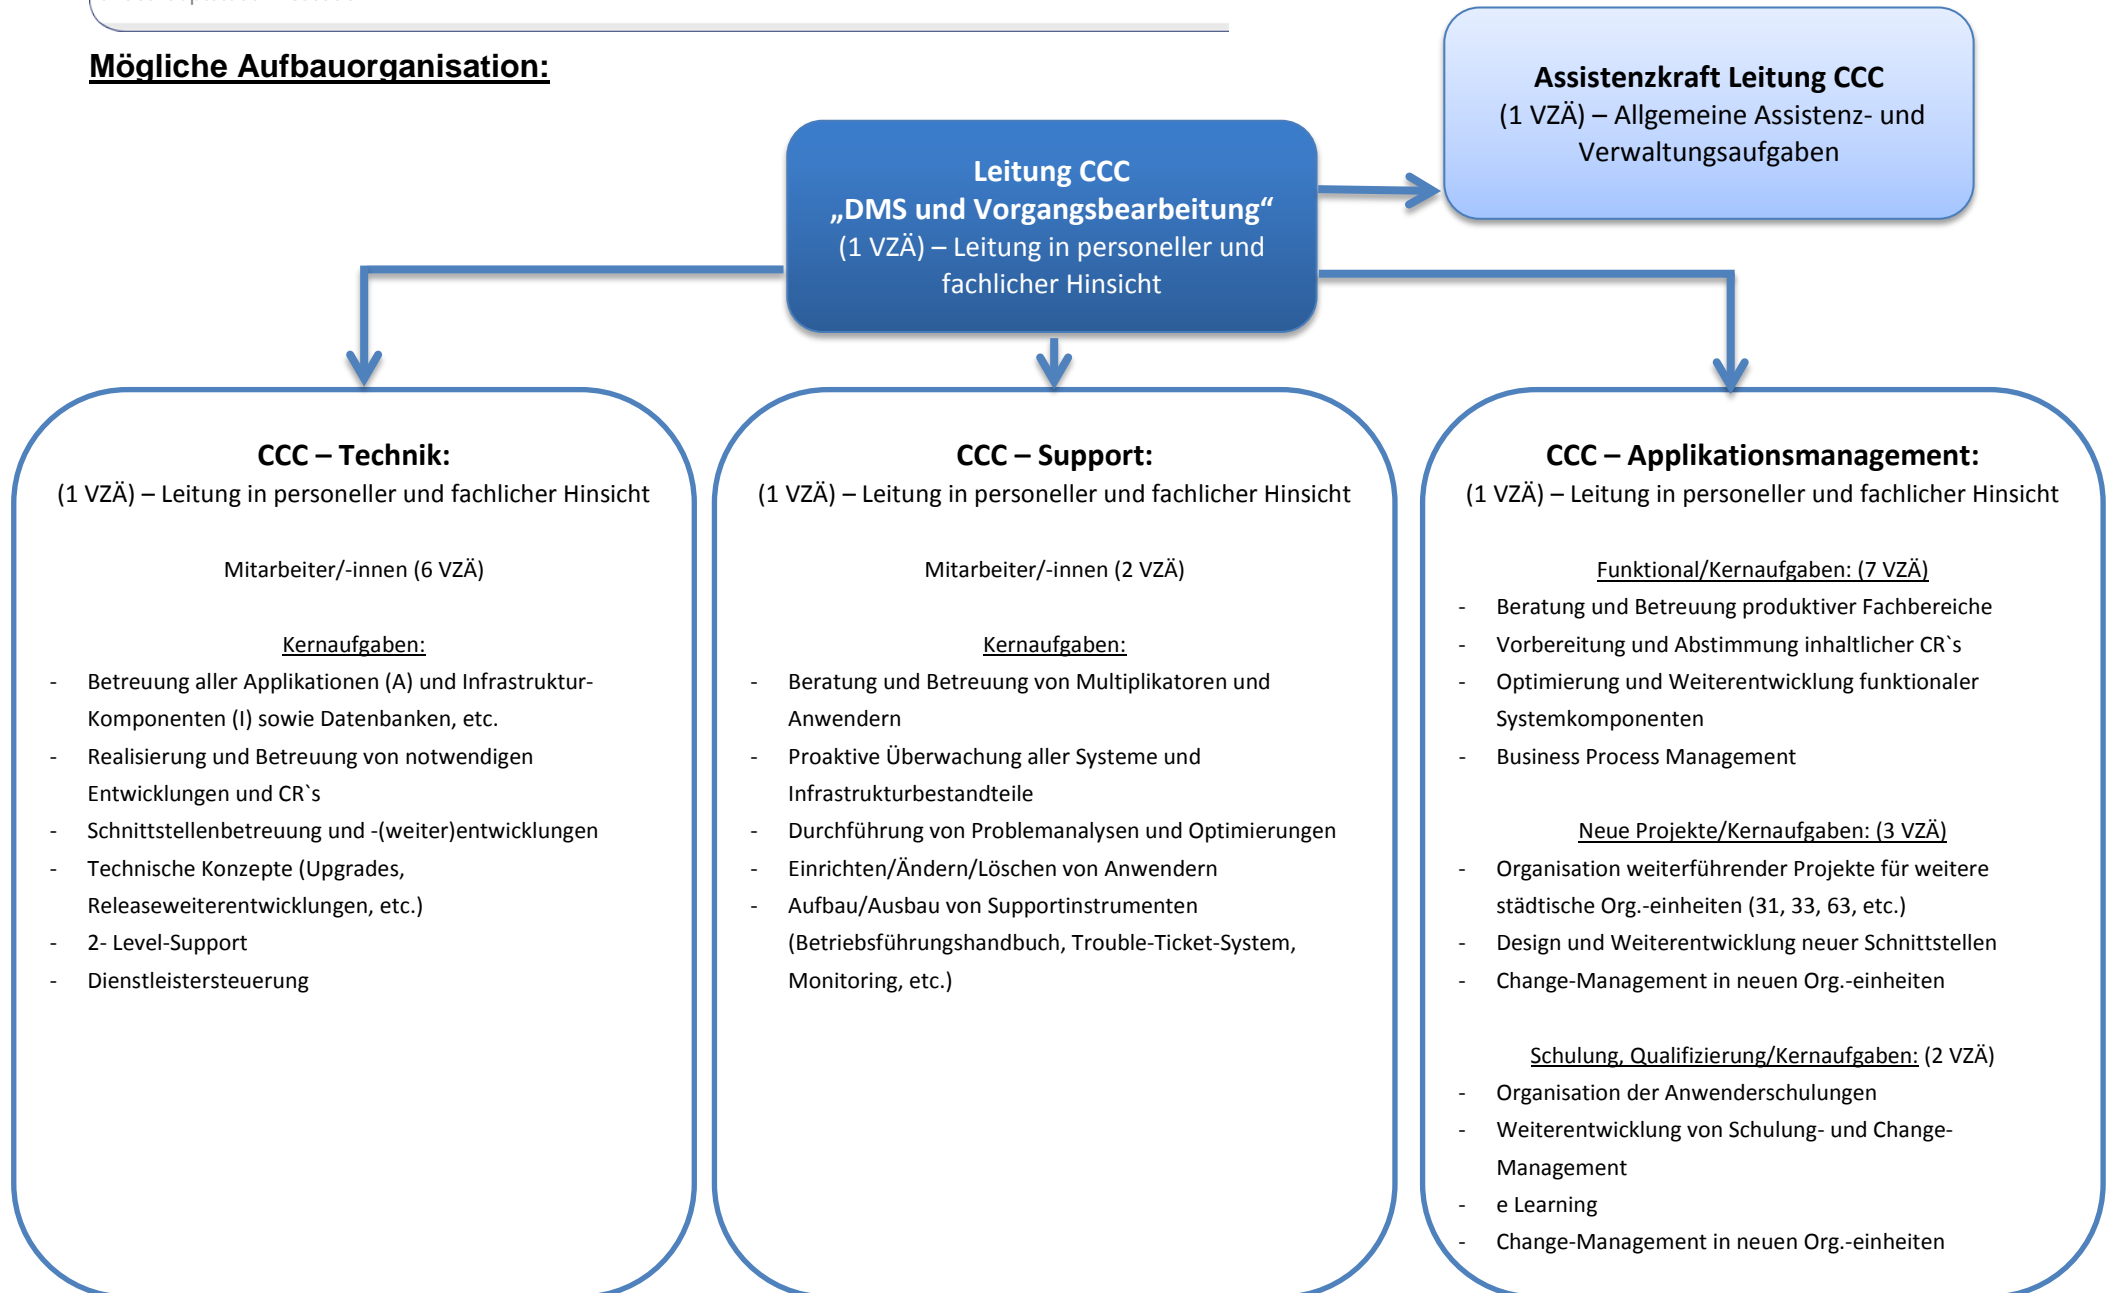 Mögliche Aufbauorganisation:
Assistenzkraft Leitung CCC
(1 VZÄ) – Allgemeine Assistenz- und
Verwaltungsaufgaben
Leitung CCC
„DMS und Vorgangsbearbeitung“
(1 VZÄ) – Leitung in personeller und
fachlicher Hinsicht
CCC – Technik:
(1 VZÄ) – Leitung in personeller und fachlicher Hinsicht
Mitarbeiter/-innen (6 VZÄ)
Kernaufgaben:
- Betreuung aller Applikationen (A) und Infrastruktur-
Komponenten (I) sowie Datenbanken, etc.
- Realisierung und Betreuung von notwendigen
Entwicklungen und CR`s
- Schnittstellenbetreuung und -(weiter)entwicklungen
- Technische Konzepte (Upgrades,
Releaseweiterentwicklungen, etc.)
- 2- Level-Support
- Dienstleistersteuerung
CCC – Support:
(1 VZÄ) – Leitung in personeller und fachlicher Hinsicht
Mitarbeiter/-innen (2 VZÄ)
Kernaufgaben:
- Beratung und Betreuung von Multiplikatoren und
Anwendern
- Proaktive Überwachung aller Systeme und
Infrastrukturbestandteile
- Durchführung von Problemanalysen und Optimierungen
- Einrichten/Ändern/Löschen von Anwendern
- Aufbau/Ausbau von Supportinstrumenten
(Betriebsführungshandbuch, Trouble-Ticket-System,
Monitoring, etc.)
CCC – Applikationsmanagement:
(1 VZÄ) – Leitung in personeller und fachlicher Hinsicht
Funktional/Kernaufgaben: (7 VZÄ)
- Beratung und Betreuung produktiver Fachbereiche
- Vorbereitung und Abstimmung inhaltlicher CR`s
- Optimierung und Weiterentwicklung funktionaler
Systemkomponenten
- Business Process Management
Neue Projekte/Kernaufgaben: (3 VZÄ)
- Organisation weiterführender Projekte für weitere
städtische Org.-einheiten (31, 33, 63, etc.)
- Design und Weiterentwicklung neuer Schnittstellen
- Change-Management in neuen Org.-einheiten
Schulung, Qualifizierung/Kernaufgaben: (2 VZÄ)
- Organisation der Anwenderschulungen
- Weiterentwicklung von Schulung- und Change-
Management
- e Learning
- Change-Management in neuen Org.-einheiten